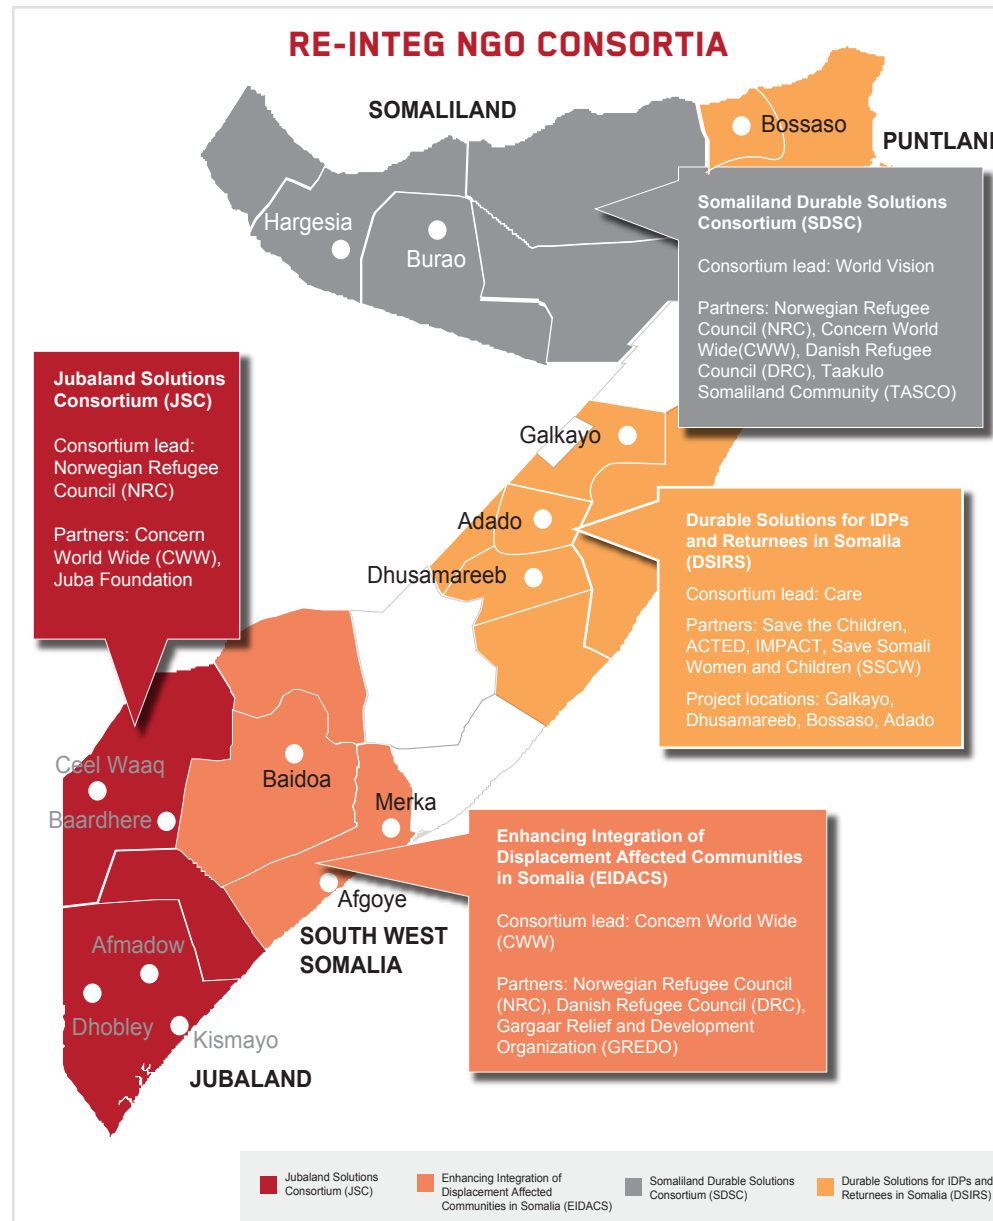 RE-INTEG NGO CONSORTIA
SOMALILAND
Bossaso
PUNTLAND
Hargesia
Burao
Somaliland Durable Solutions
Consortium (SDSC)
Consortium lead: World Vision
Partners: Norwegian Refugee
Council (NRC), Concern World
Wide(CWW), Danish Refugee
Council (DRC), Taakulo
Somaliland Community (TASCO)
Jubaland Solutions
Consortium (JSC)
Consortium lead:
Norwegian Refugee
Council (NRC)
Partners: Concern
World Wide (CWW),
Juba Foundation
Galkayo
Adado
Dhusamareeb
Durable Solutions for IDPs
and Returnees in Somalia
(DSIRS)
Consortium lead: Care
Partners: Save the Children,
ACTED, IMPACT, Save Somali
Women and Children (SSCW)
Project locations: Galkayo,
Dhusamareeb, Bossaso, Adado
Ceel Waaq
Baardhere
Baidoa
Merka
Afgoye
SOUTH WEST
SOMALIA
Enhancing Integration of
Displacement Affected Communities
in Somalia (EIDACS)
Consortium lead: Concern World Wide
(CWW)
Partners: Norwegian Refugee Council
(NRC), Danish Refugee Council (DRC),
Gargaar Relief and Development
Organization (GREDO)
Afmadow
Dhobley
Kismayo
JUBALAND
Jubaland Solutions
Consortium (JSC)
Enhancing Integration of
Displacement Affected
Communities in Somalia (EIDACS)
Somaliland Durable Solutions
Consortium (SDSC)
Durable Solutions for IDPs and
Returnees in Somalia (DSIRS)